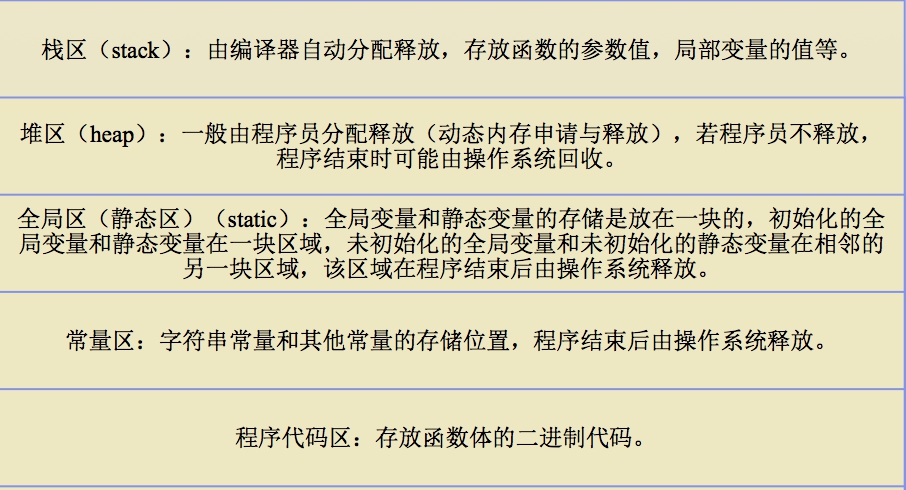 栈区（stack）：由编译器自动分配释放，存放函数的参数值，局部变量的值等。
堆区（heap）：一般由程序员分配释放（动态内存申请与释放），若程序员不释放，
程序结束时可能由操作系统回收。
全局区（静态区）（static）：全局变量和静态变量的存储是放在一块的，初始化的全
局变量和静态变量在一块区域，未初始化的全局变量和未初始化的静态变量在相邻的
另一块区域，该区域在程序结束后由操作系统释放。
常量区：字符串常量和其他常量的存储位置，程序结束后由操作系统释放。
程序代码区：存放函数体的二进制代码。